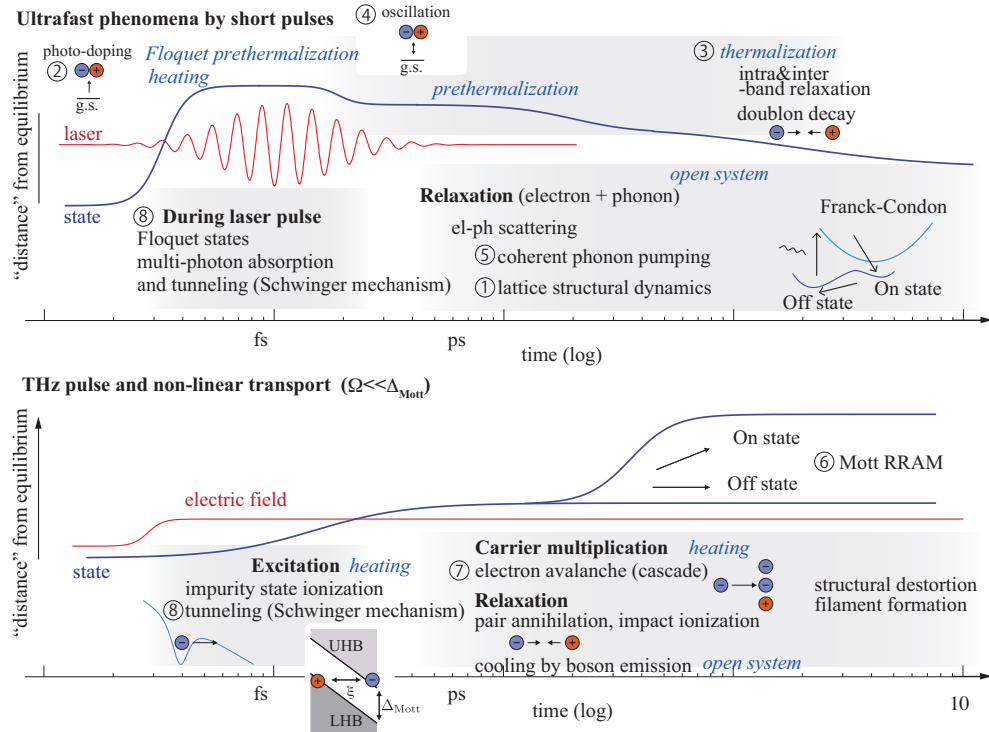 Ultrafast phenomena by short pulses
④ oscillation
− +
g.s.
photo-doping
② − +
g.s.
Floquet prethermalization
heating
prethermalization
③ thermalization
intra&inter
-band relaxation
doublon decay
− +
laser
state
open system
"distance" from equilibrium
⑧ During laser pulse
Floquet states
multi-photon absorption
and tunneling (Schwinger mechanism)
Relaxation (electron + phonon)
el-ph scattering
⑤ coherent phonon pumping
① lattice structural dynamics
Franck-Condon
On state
Off state
fs
ps
time (log)
THz pulse and non-linear transport (Ω<<Δ_Mott)
"distance" from equilibrium
On state
⑥ Mott RRAM
Off state
electric field
state
Excitation heating
impurity state ionization
⑧ tunneling (Schwinger mechanism)
−
UHB
+ ξ −
Δ_Mott
LHB
Carrier multiplication heating
⑦ electron avalanche (cascade)
−
− −
+
Relaxation
pair annihilation, impact ionization
− +
cooling by boson emission open system
structural destortion
filament formation
fs
ps
10
time (log)